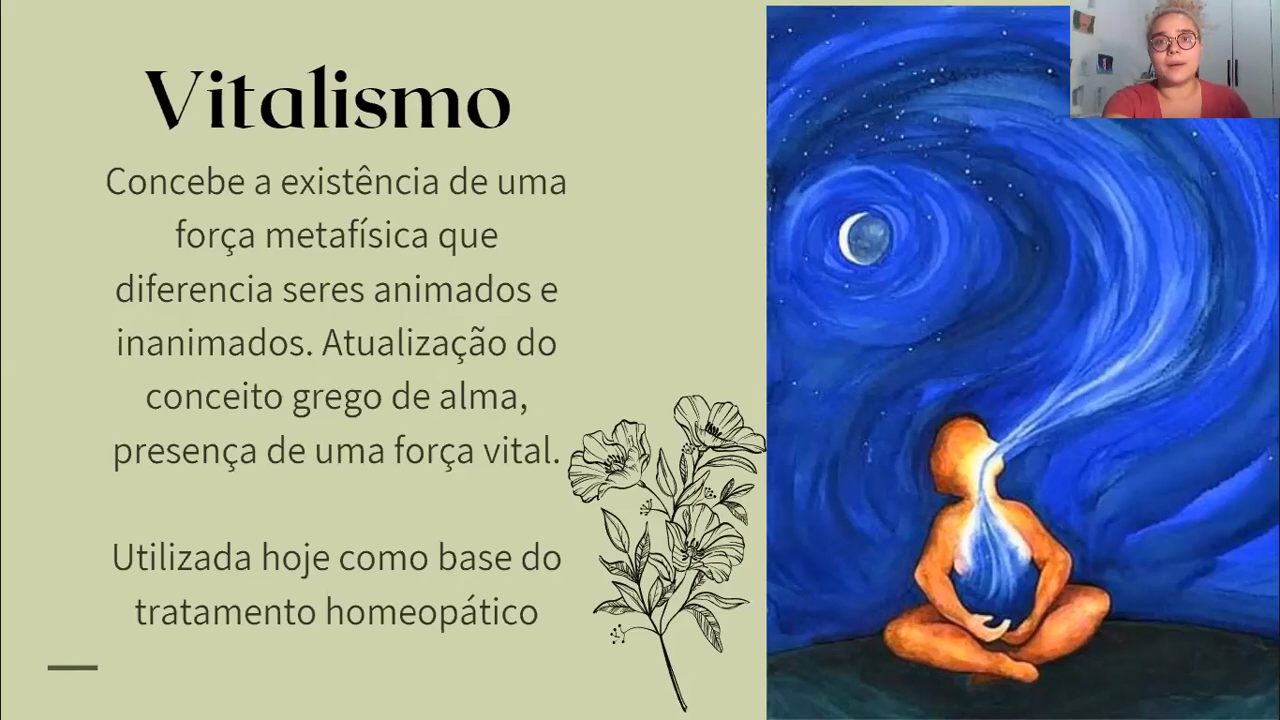 Vitalismo
Concebe a existência de uma
força metafísica que
diferencia seres animados e
inanimados. Atualização do
conceito grego de alma,
presença de uma força vital.
Utilizada hoje como base do
tratamento homeopático